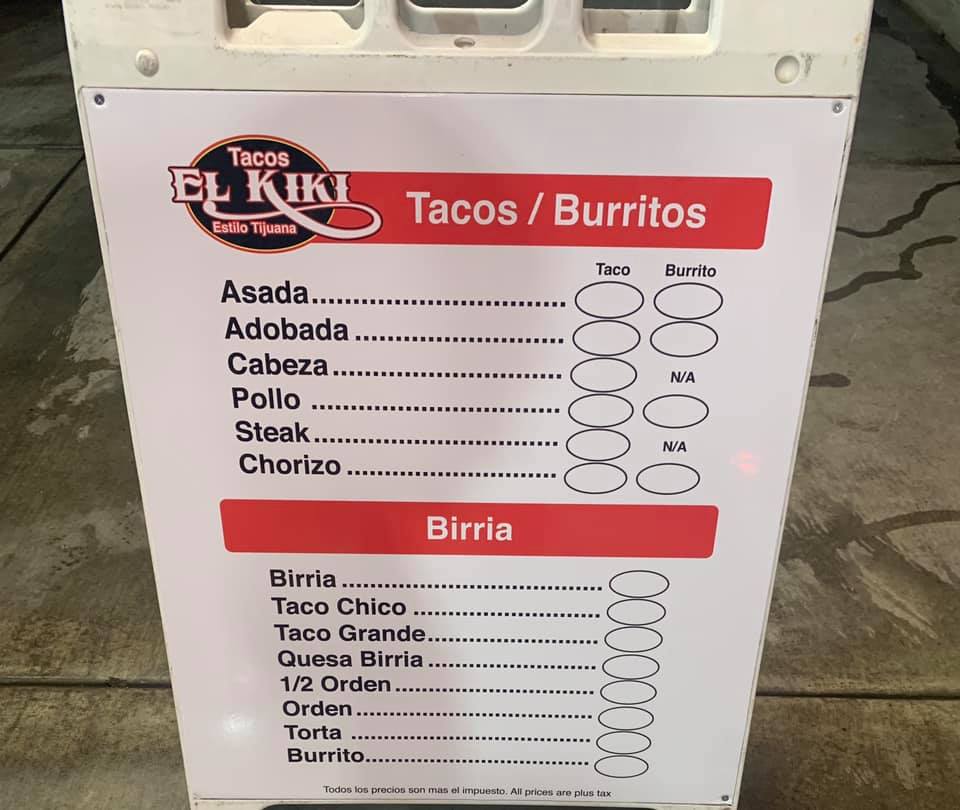 Tacos
EL KIKI
Estilo Tijuana
Tacos / Burritos
Taco Burrito
Asada..............................
Adobada..........................
Cabeza............................ N/A
Pollo ..............................
Steak.............................. N/A
Chorizo ..........................
Birria
Birria ......................................
Taco Chico ...........................
Taco Grande.........................
Quesa Birria .........................
1/2 Orden..............................
Orden....................................
Torta .....................................
Burrito...................................
Todos los precios son mas el impuesto. All prices are plus tax